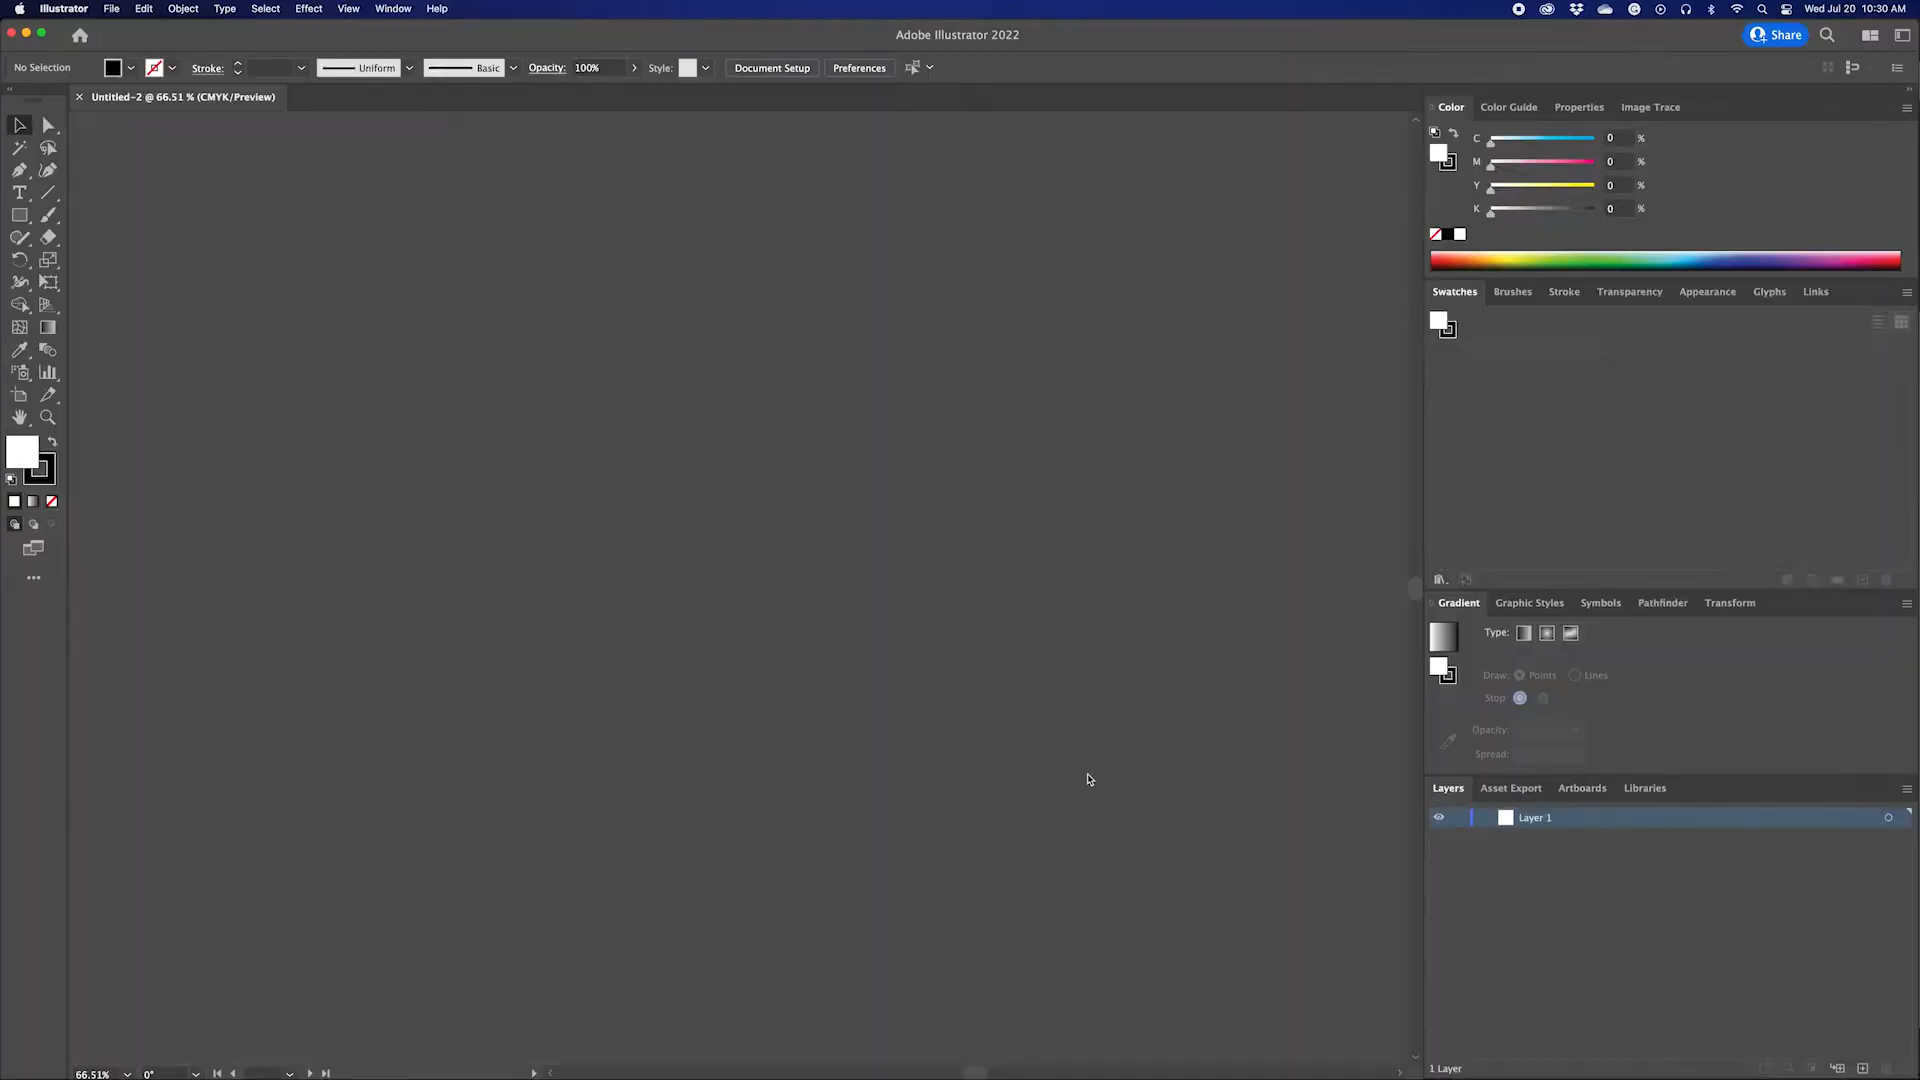 Illustrator File Edit Object Type Select Effect View Window Help Wed Jul 20 10:30 AM
Adobe Illustrator 2022 Share
No Selection Stroke: Uniform Basic Opacity: 100% Style: Document Setup Preferences
Untitled-2 @ 66.51 % (CMYK/Preview)
Color Color Guide Properties Image Trace
C 0 %
M 0 %
Y 0 %
K 0 %
Swatches Brushes Stroke Transparency Appearance Glyphs Links
Gradient Graphic Styles Symbols Pathfinder Transform
Type:
Draw: Points Lines
Stop
Opacity:
Spread:
Layers Asset Export Artboards Libraries
Layer 1
1 Layer
66.51% 0°